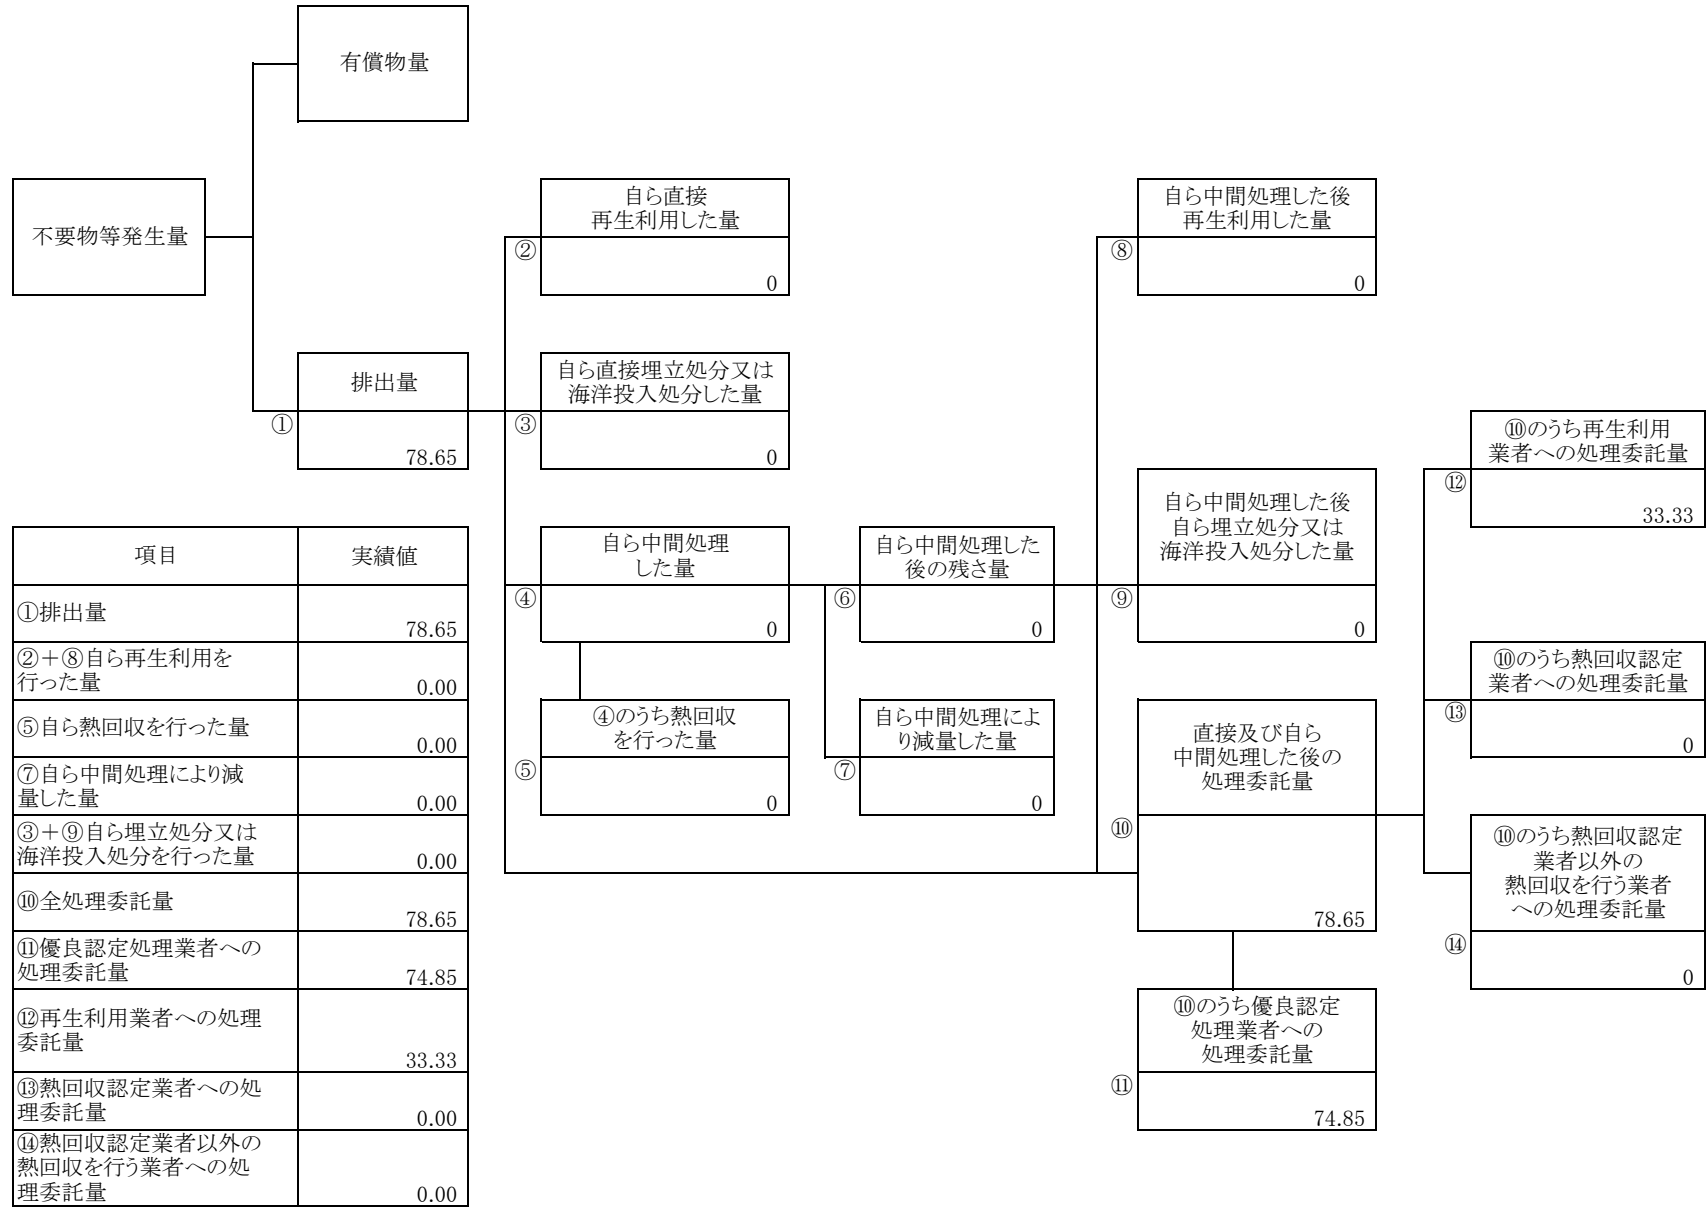 有償物量
不要物等発生量
自ら直接
再生利用した量
②
0
自ら中間処理した後
再生利用した量
⑧
0
排出量
①
78.65
自ら直接埋立処分又は
海洋投入処分した量
③
0
⑩のうち再生利用
業者への処理委託量
⑫
33.33
自ら中間処理
した量
④
0
自ら中間処理した
後の残さ量
⑥
0
自ら中間処理した後
自ら埋立処分又は
海洋投入処分した量
⑨
0
⑩のうち熱回収認定
業者への処理委託量
⑬
0
④のうち熱回収
を行った量
⑤
0
自ら中間処理によ
り減量した量
⑦
0
直接及び自ら
中間処理した後の
処理委託量
⑩
78.65
⑩のうち熱回収認定
業者以外の
熱回収を行う業者
への処理委託量
⑭
0
⑩のうち優良認定
処理業者への
処理委託量
⑪
74.85
項目 実績値
①排出量
78.65
②+⑧自ら再生利用を
行った量
0.00
⑤自ら熱回収を行った量
0.00
⑦自ら中間処理により減
量した量
0.00
③+⑨自ら埋立処分又は
海洋投入処分を行った量
0.00
⑩全処理委託量
78.65
⑪優良認定処理業者への
処理委託量
74.85
⑫再生利用業者への処理
委託量
33.33
⑬熱回収認定業者への処
理委託量
0.00
⑭熱回収認定業者以外の
熱回収を行う業者への処
理委託量
0.00